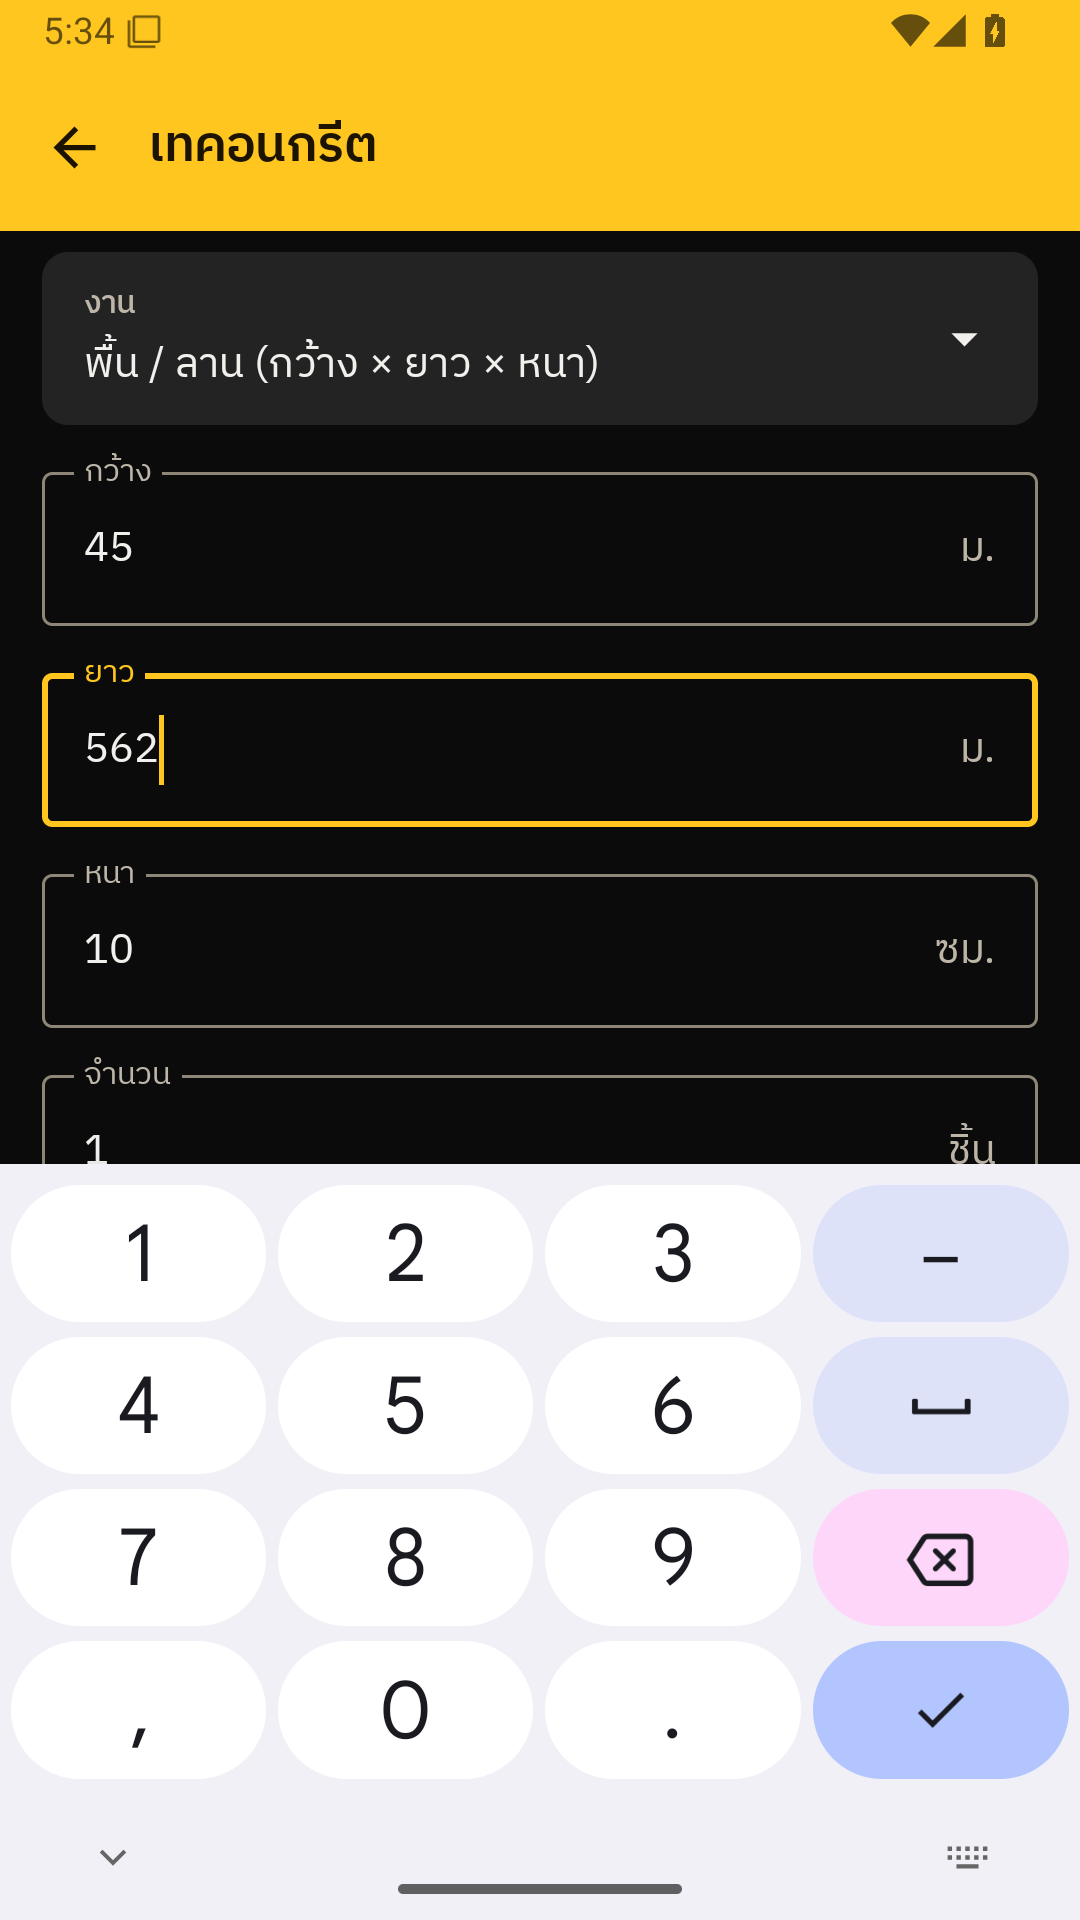 5:34
เทคอนกรีต
งาน
พื้น / ลาน (กว้าง × ยาว × หนา)
กว้าง
45 ม.
ยาว
562 ม.
หนา
10 ซม.
จำนวน
1 ชิ้น
1 2 3 –
4 5 6
7 8 9
, 0 .